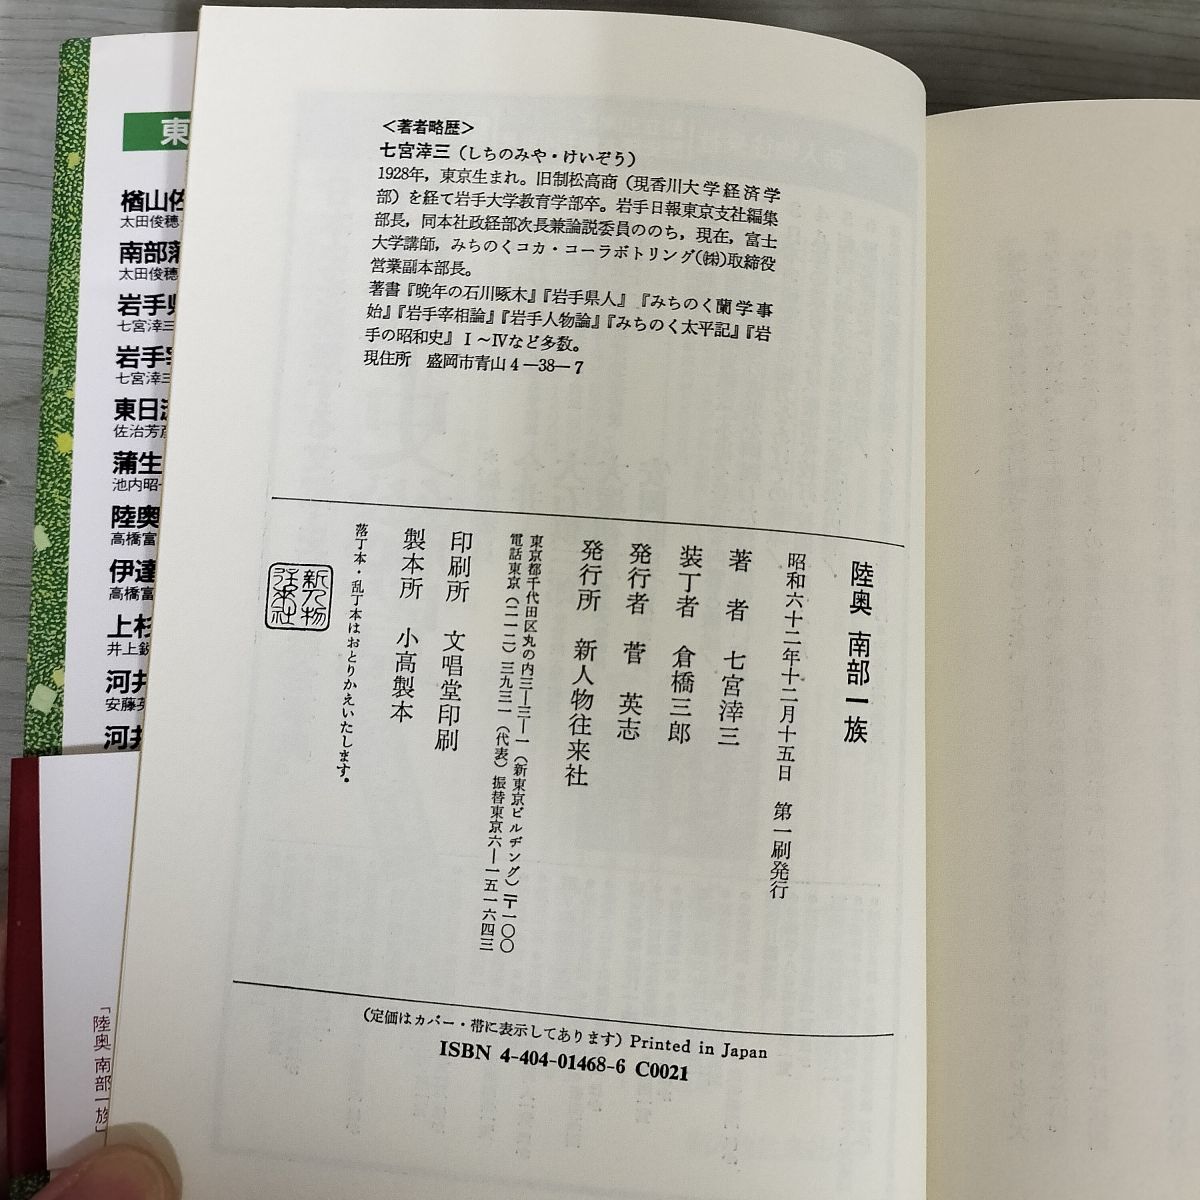 ＜著者略歴＞
七宮涬三（しちのみや・けいぞう）
1928年，東京生まれ。旧制松高商（現香川大学経済学
部）を経て岩手大学教育学部卒。岩手日報東京支社編集
部長，同本社政経部次長兼論説委員ののち，現在，富士
大学講師，みちのくコカ・コーラボトリング㈱取締役
営業副本部長。
著書『晩年の石川啄木』『岩手県人』『みちのく蘭学事
始』『岩手宰相論』『岩手人物論』『みちのく太平記』『岩
手の昭和史』Ⅰ～Ⅳなど多数。
現住所　盛岡市青山4―38―7
陸奥 南部一族
昭和六十二年十二月十五日　第一刷発行
著　者　七宮涬三
装丁者　倉橋三郎
発行者　菅　英志
発行所　新人物往来社
東京都千代田区丸の内三―三―一（新東京ビルヂング）〒一〇〇
電話東京（二一二）三九三一（代表）振替東京六―一五一六四三
印刷所　文唱堂印刷
製本所　小高製本
落丁本・乱丁本はおとりかえいたします。
新人物
往来社
（定価はカバー・帯に表示してあります）Printed in Japan
ISBN 4-404-01468-6 C0021
東
楢山佐
太田俊穂
南部藩
太田俊穂
岩手県
七宮涬三
岩手宰
七宮涬三
東日流
佐治芳彦
蒲生
池内昭一
陸奥
高橋富
伊達
高橋富
上杉
井上鋭
河井
安藤英
河井
「陸奥 南部一族」